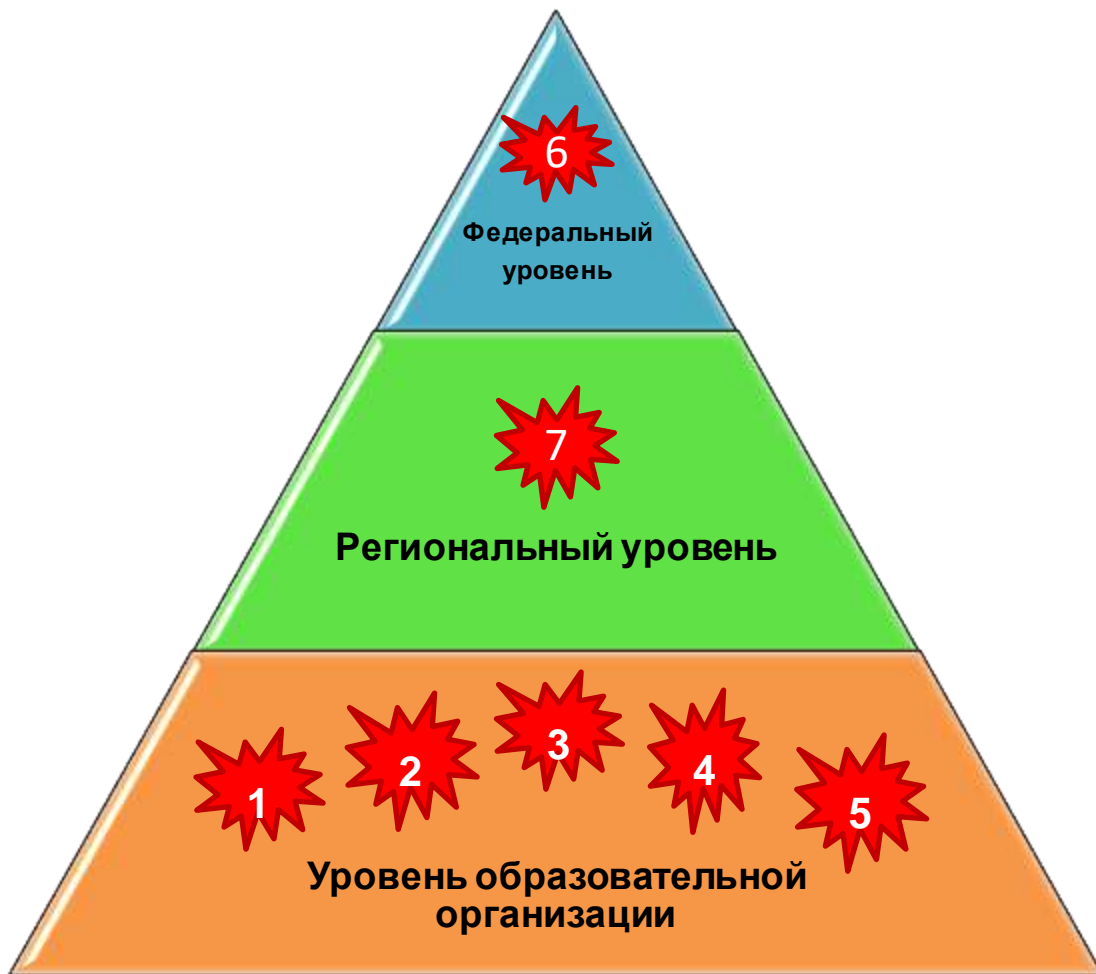 6
Федеральный
уровень
7
Региональный уровень
1 2 3 4 5
Уровень образовательной
организации